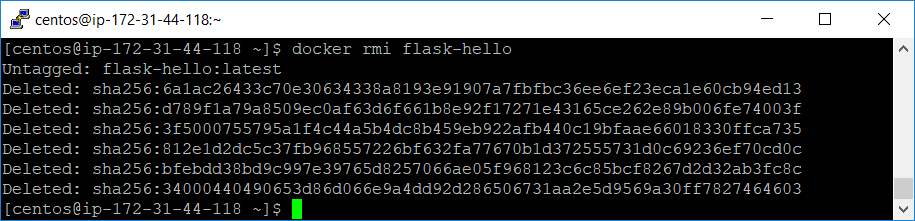 centos@ip-172-31-44-118:~
[centos@ip-172-31-44-118 ~]$ docker rmi flask-hello
Untagged: flask-hello:latest
Deleted: sha256:6a1ac26433c70e30634338a8193e91907a7fbfbc36ee6ef23eca1e60cb94ed13
Deleted: sha256:d789f1a79a8509ec0af63d6f661b8e92f17271e43165ce262e89b006fe74003f
Deleted: sha256:3f5000755795a1f4c44a5b4dc8b459eb922afb440c19bfaae66018330ffca735
Deleted: sha256:812e1d2dc5c37fb968557226bf632fa77670b1d372555731d0c69236ef70cd0c
Deleted: sha256:bfebdd38bd9c997e39765d8257066ae05f968123c6c85bcf8267d2d32ab3fc8c
Deleted: sha256:34000440490653d86d066e9a4dd92d286506731aa2e5d9569a30ff7827464603
[centos@ip-172-31-44-118 ~]$